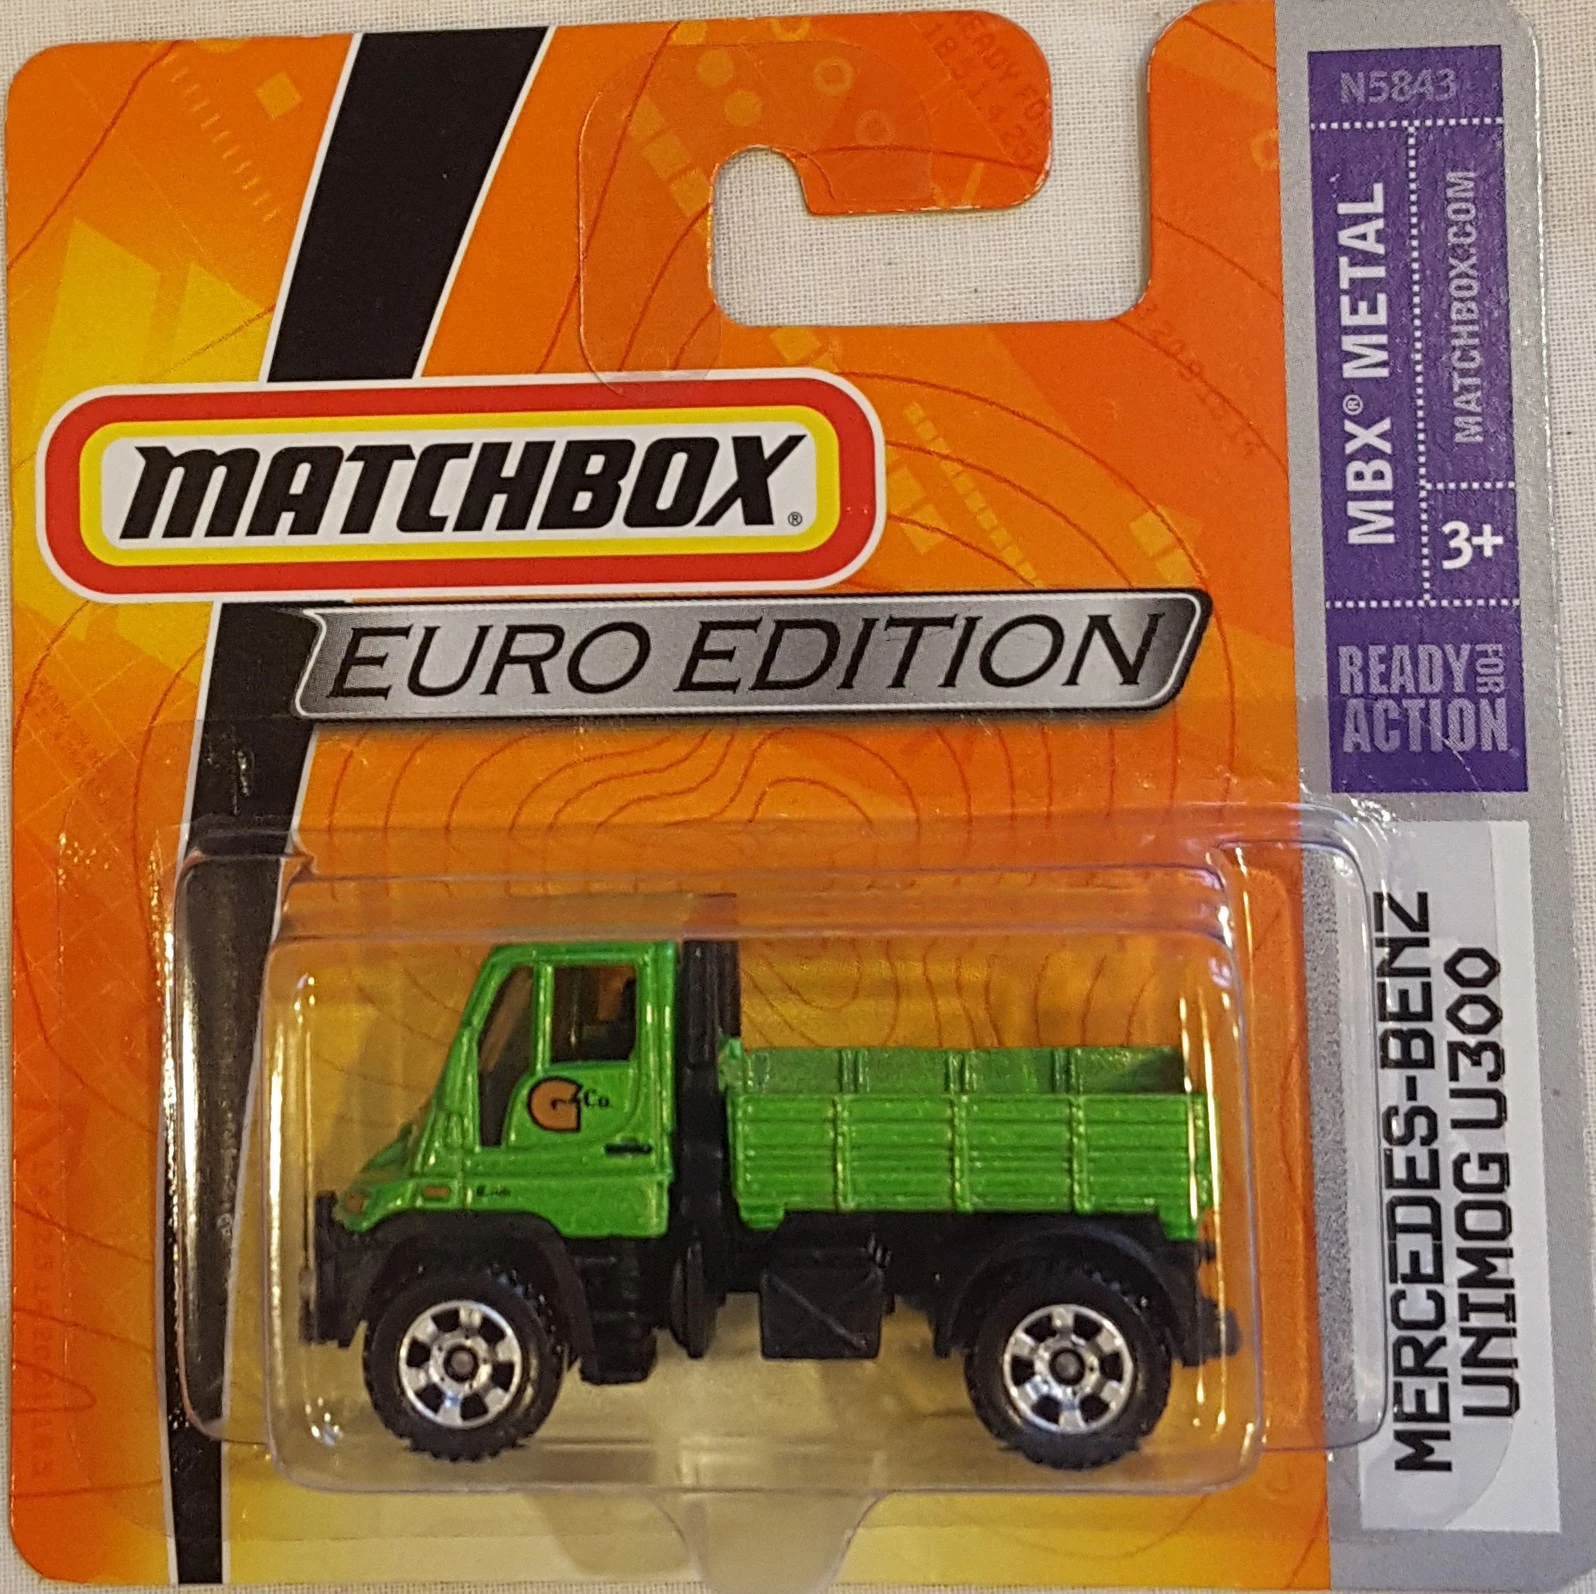 MATCHBOX®
EURO EDITION
N5843
MBX® METAL
MATCHBOX.COM
3+
READY FOR
ACTION
MERCEDES-BENZ
UNIMOG U300
G Co.